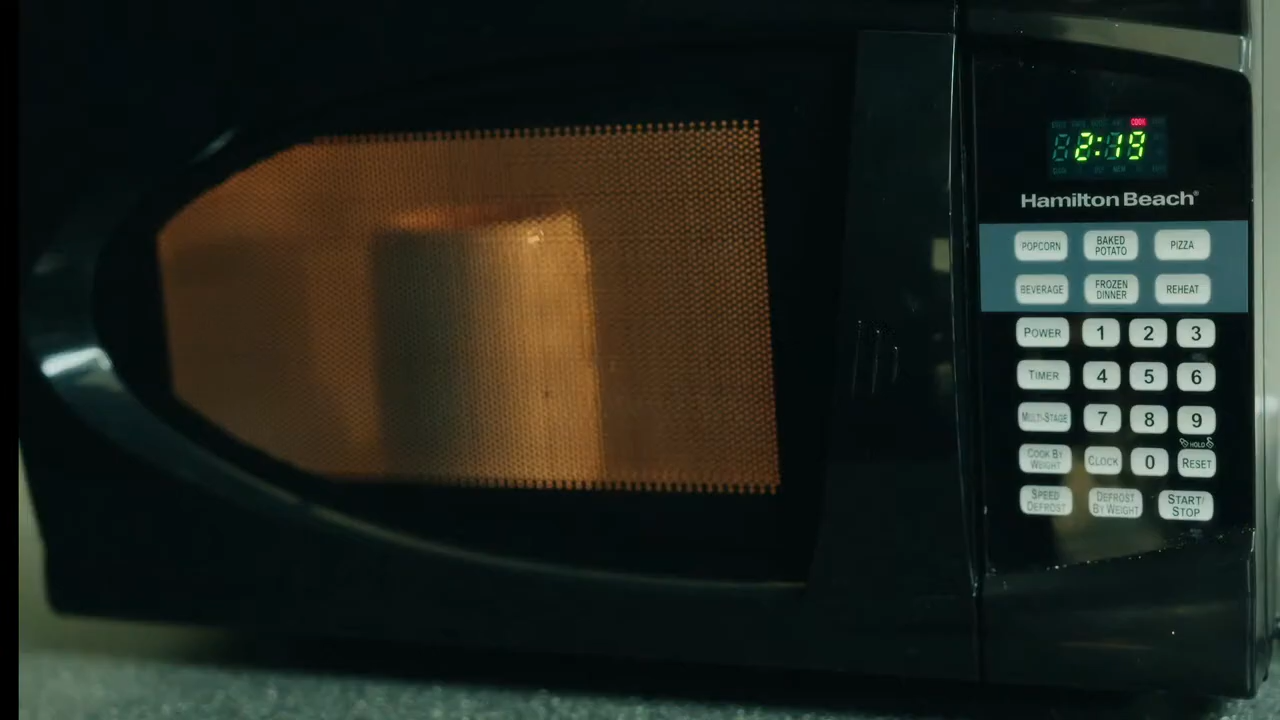 COOK
2:19
Hamilton Beach®
POPCORN BAKED POTATO PIZZA
BEVERAGE FROZEN DINNER REHEAT
POWER 1 2 3
TIMER 4 5 6
MULTI-STAGE 7 8 9
HOLD
COOK BY WEIGHT CLOCK 0 RESET
SPEED DEFROST DEFROST BY WEIGHT START/STOP